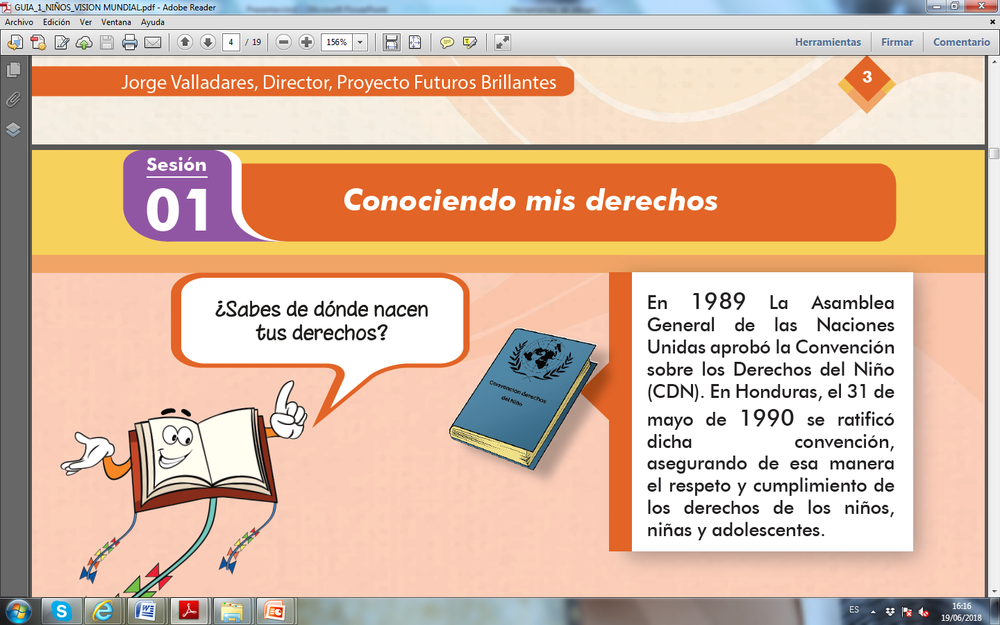 GUIA_1_NIÑOS_VISION MUNDIAL.pdf - Adobe Reader
Archivo Edición Ver Ventana Ayuda
4 / 19 156% Herramientas Firmar Comentario
Jorge Valladares, Director, Proyecto Futuros Brillantes
3
Sesión
01
Conociendo mis derechos
¿Sabes de dónde nacen
tus derechos?
Convención derechos
del Niño
En 1989 La Asamblea
General de las Naciones
Unidas aprobó la Convención
sobre los Derechos del Niño
(CDN). En Honduras, el 31 de
mayo de 1990 se ratificó
dicha convención,
asegurando de esa manera
el respeto y cumplimiento de
los derechos de los niños,
niñas y adolescentes.
ES
16:16
19/06/2018